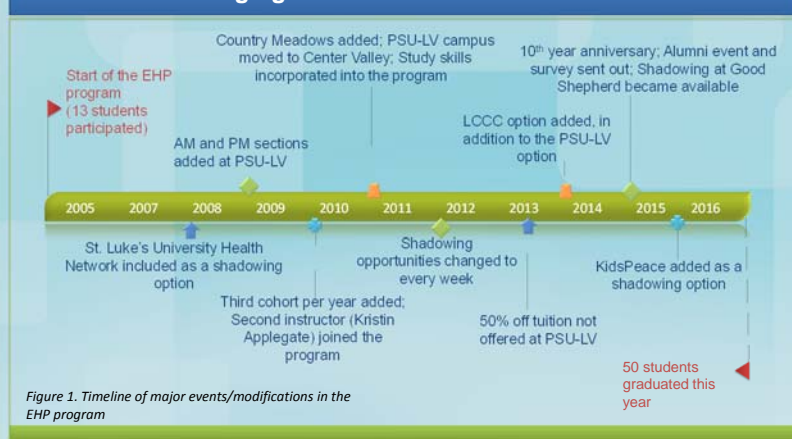 Country Meadows added; PSU-LV campus
moved to Center Valley; Study skills
incorporated into the program
10th year anniversary; Alumni event and
survey sent out; Shadowing at Good
Shepherd became available
Start of the EHP
program
(13 students
participated)
AM and PM sections
added at PSU-LV
LCCC option added, in
addition to the PSU-LV
option
2005 2007 2008 2009 2010 2011 2012 2013 2014 2015 2016
St. Luke's University Health
Network included as a shadowing
option
Shadowing
opportunities changed to
every week
KidsPeace added as a
shadowing option
Third cohort per year added;
Second instructor (Kristin
Applegate) joined the
program
50% off tuition not
offered at PSU-LV
50 students
graduated this
year
Figure 1. Timeline of major events/modifications in the
EHP program